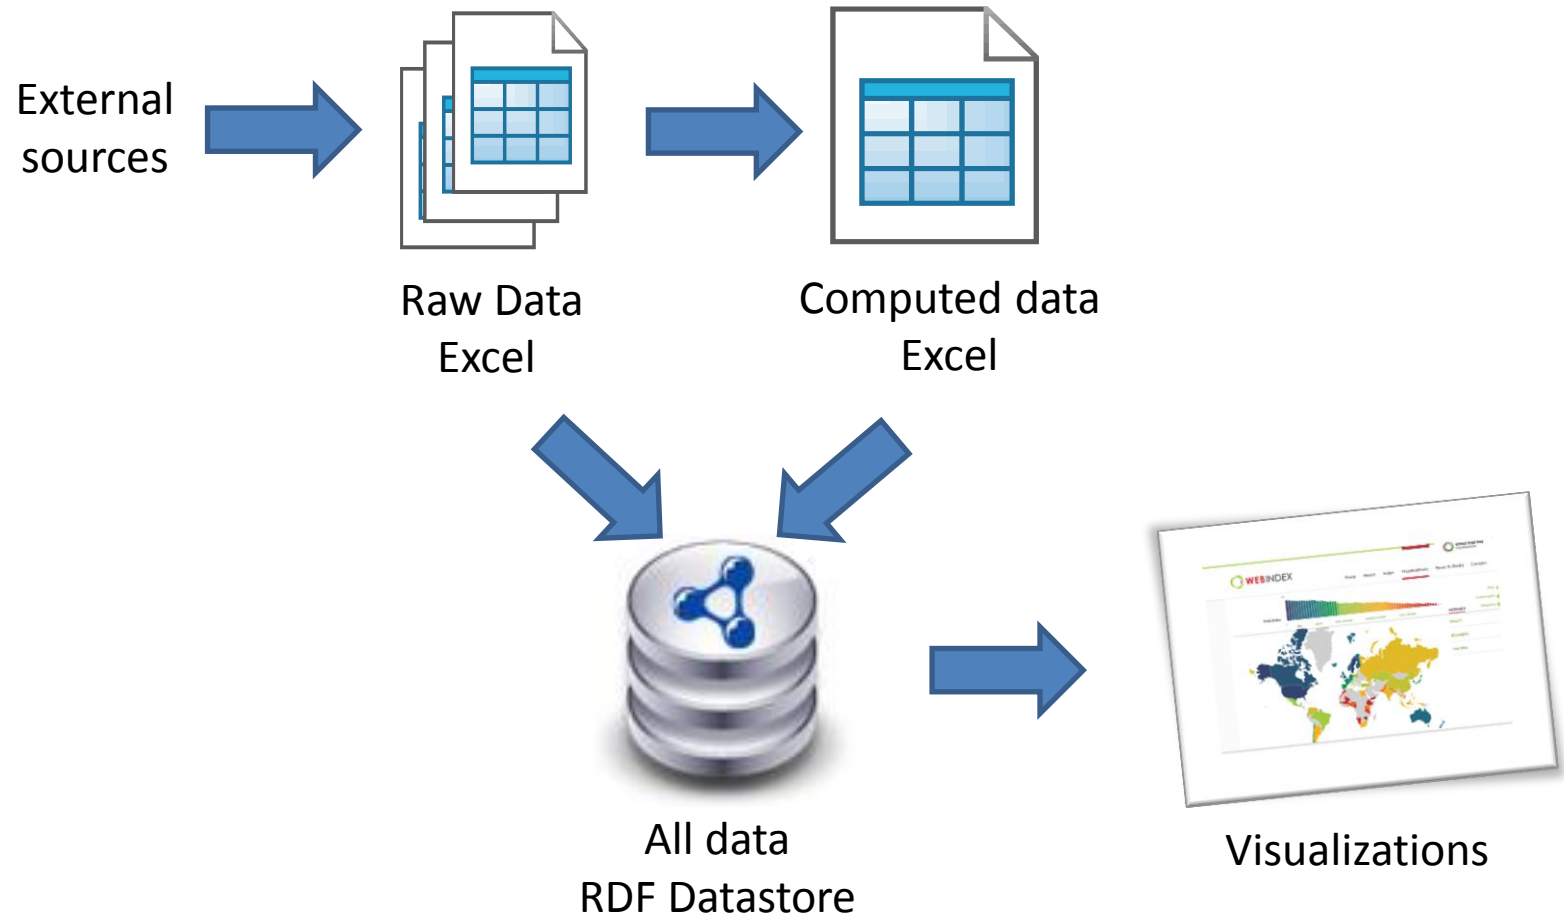 External
sources
Raw Data
Excel
Computed data
Excel
WEBINDEX
All data
RDF Datastore
Visualizations